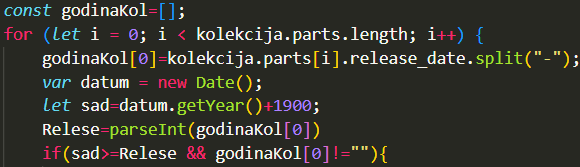 const godinaKol=[];
for (let i = 0; i < kolekcija.parts.length; i++) {
godinaKol[0]=kolekcija.parts[i].release_date.split("-");
var datum = new Date();
let sad=datum.getYear()+1900;
Relese=parseInt(godinaKol[0])
if(sad>=Relese && godinaKol[0]!=""){